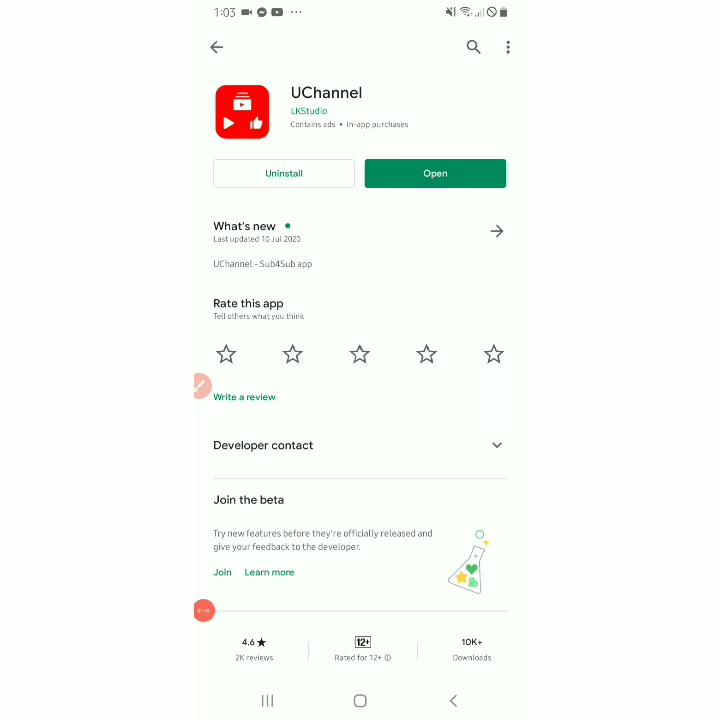 1:03
UChannel
LKStudio
Contains ads • In-app purchases
Uninstall
Open
What's new
Last updated 10 Jul 2020
UChannel - Sub4Sub app
Rate this app
Tell others what you think
Write a review
Developer contact
Join the beta
Try new features before they're officially released and
give your feedback to the developer.
Join Learn more
4.6★ 12+ 10K+
2K reviews Rated for 12+ Downloads